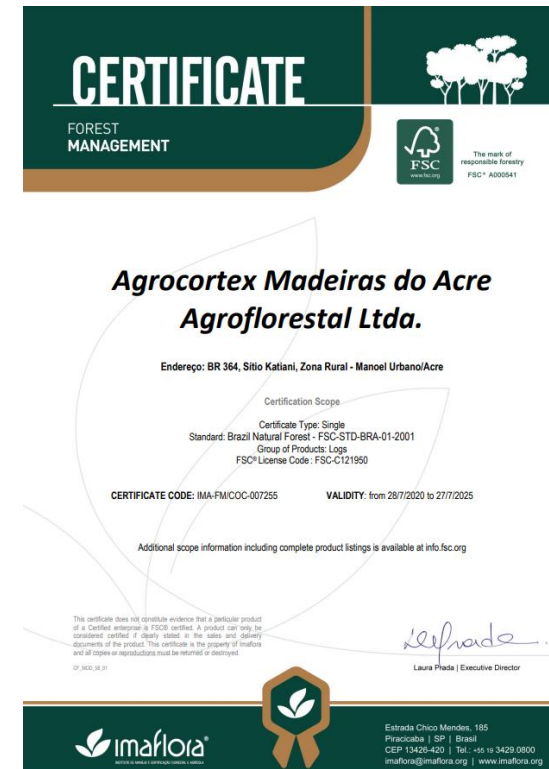 CERTIFICATE
FOREST
MANAGEMENT
FSC
www.fsc.org
The mark of
responsible forestry
FSC® A000541
Agrocortex Madeiras do Acre
Agroflorestal Ltda.
Endereço: BR 364, Sítio Katiani, Zona Rural - Manoel Urbano/Acre
Certification Scope
Certificate Type: Single
Standard: Brazil Natural Forest - FSC-STD-BRA-01-2001
Group of Products: Logs
FSC® License Code : FSC-C121950
CERTIFICATE CODE: IMA-FM/COC-007255 VALIDITY: from 28/7/2020 to 27/7/2025
Additional scope information including complete product listings is available at info.fsc.org
This certificate does not constitute evidence that a particular product
of a Certified enterprise is FSC® certified. A product can only be
considered certified if clearly stated in the sales and delivery
documents of the product. This certificate is the property of Imaflora
and all copies or reproductions must be returned or destroyed.
Laura Prada | Executive Director
imaflora®
Estrada Chico Mendes, 185
Piracicaba | SP | Brasil
CEP 13426-420 | Tel.: +55 19 3429.0800
imaflora@imaflora.org | www.imaflora.org